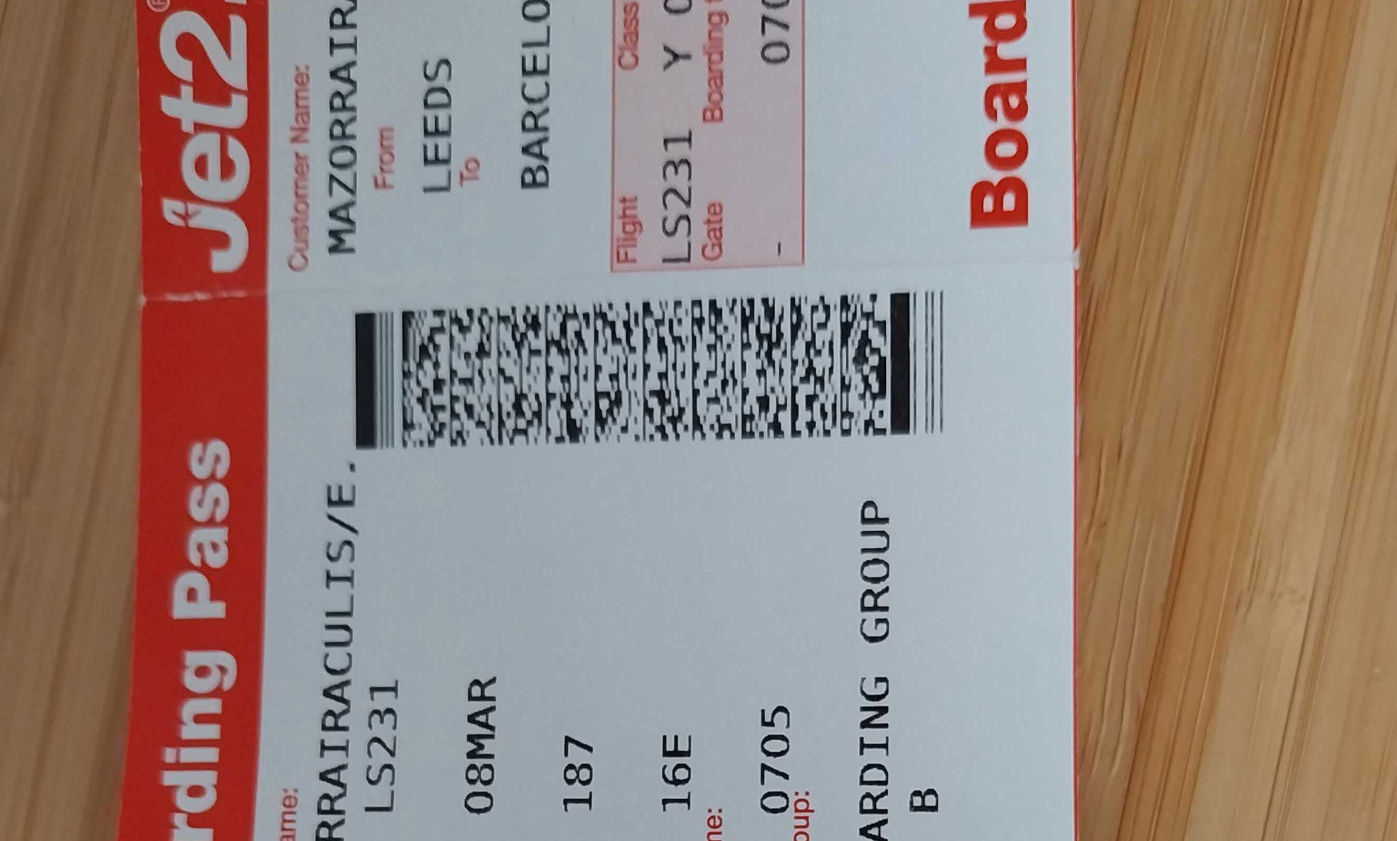 rding Pass
ame:
RRAIRACULIS/E.
LS231
08MAR
187
16E
ne:
0705
oup:
ARDING GROUP
B
Jet2
Customer Name:
MAZORRAIRA
From
LEEDS
To
BARCELO
Flight Class
LS231 Y 0
Gate Boarding t
- 070
Board